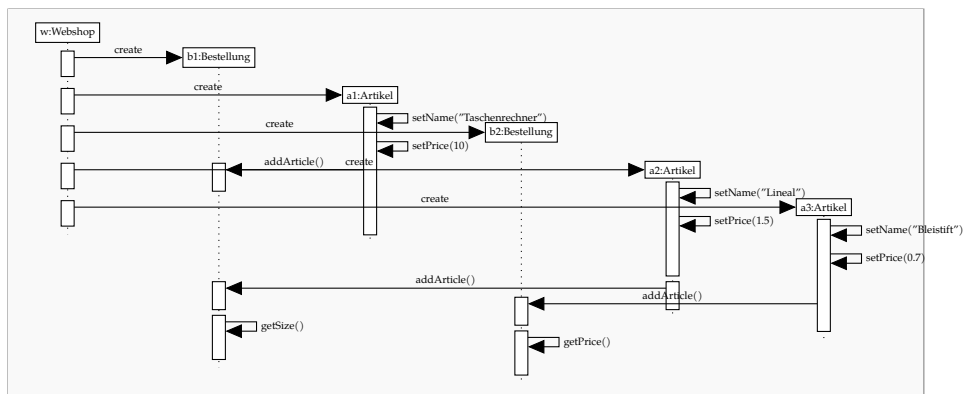 w:Webshop
create
b1:Bestellung
create
a1:Artikel
setName("Taschenrechner")
create
b2:Bestellung
setPrice(10)
addArticle()
create
a2:Artikel
setName("Lineal")
create
a3:Artikel
setPrice(1.5)
setName("Bleistift")
setPrice(0.7)
addArticle()
addArticle()
getSize()
getPrice()